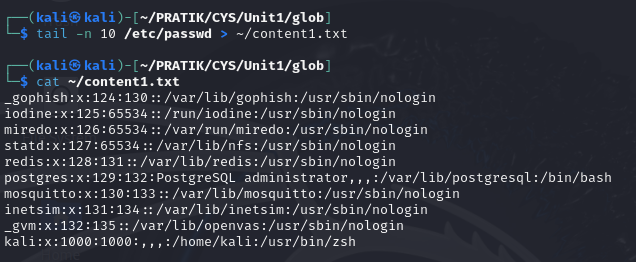 ┌──(kali㉿kali)-[~/PRATIK/CYS/Unit1/glob]
└─$ tail -n 10 /etc/passwd > ~/content1.txt
┌──(kali㉿kali)-[~/PRATIK/CYS/Unit1/glob]
└─$ cat ~/content1.txt
_gophish:x:124:130::/var/lib/gophish:/usr/sbin/nologin
iodine:x:125:65534::/run/iodine:/usr/sbin/nologin
miredo:x:126:65534::/var/run/miredo:/usr/sbin/nologin
statd:x:127:65534::/var/lib/nfs:/usr/sbin/nologin
redis:x:128:131::/var/lib/redis:/usr/sbin/nologin
postgres:x:129:132:PostgreSQL administrator,,,:/var/lib/postgresql:/bin/bash
mosquitto:x:130:133::/var/lib/mosquitto:/usr/sbin/nologin
inetsim:x:131:134::/var/lib/inetsim:/usr/sbin/nologin
_gvm:x:132:135::/var/lib/openvas:/usr/sbin/nologin
kali:x:1000:1000:,,,:/home/kali:/usr/bin/zsh